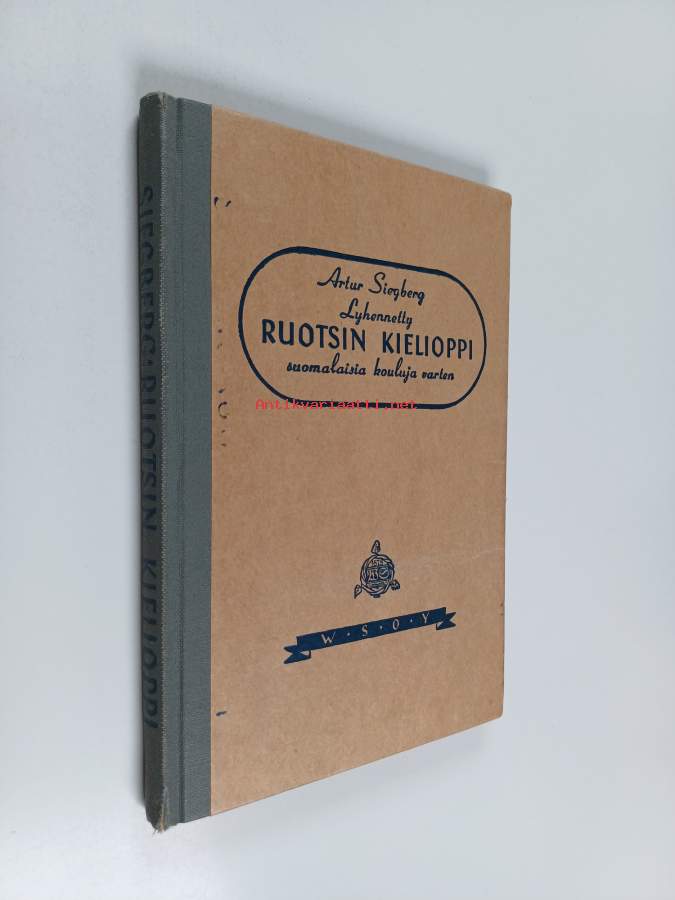 SIEGBERG · RUOTSIN KIELIOPPI
Artur Siegberg
Lyhennetty
RUOTSIN KIELIOPPI
suomalaisia kouluja varten
Antikvariaatti.net
W · S · O · Y